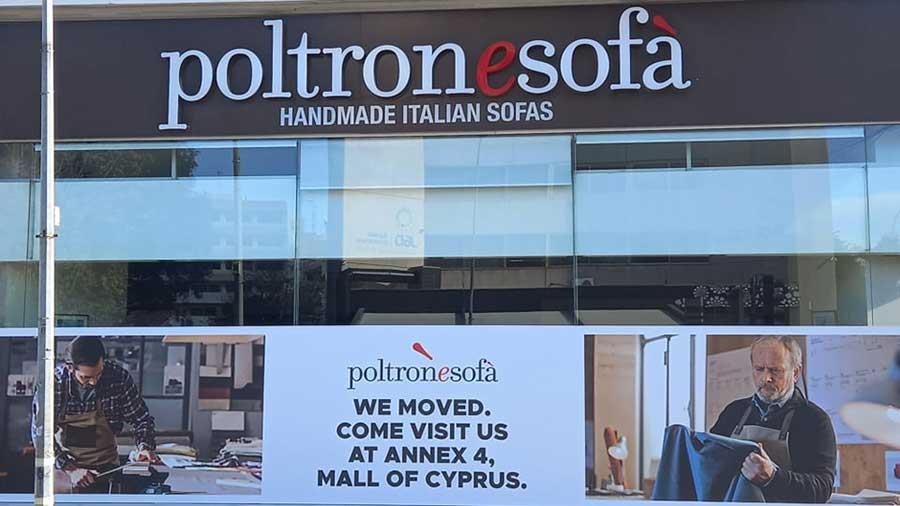 poltronesofà
HANDMADE ITALIAN SOFAS
poltronesofà
WE MOVED.
COME VISIT US
AT ANNEX 4,
MALL OF CYPRUS.